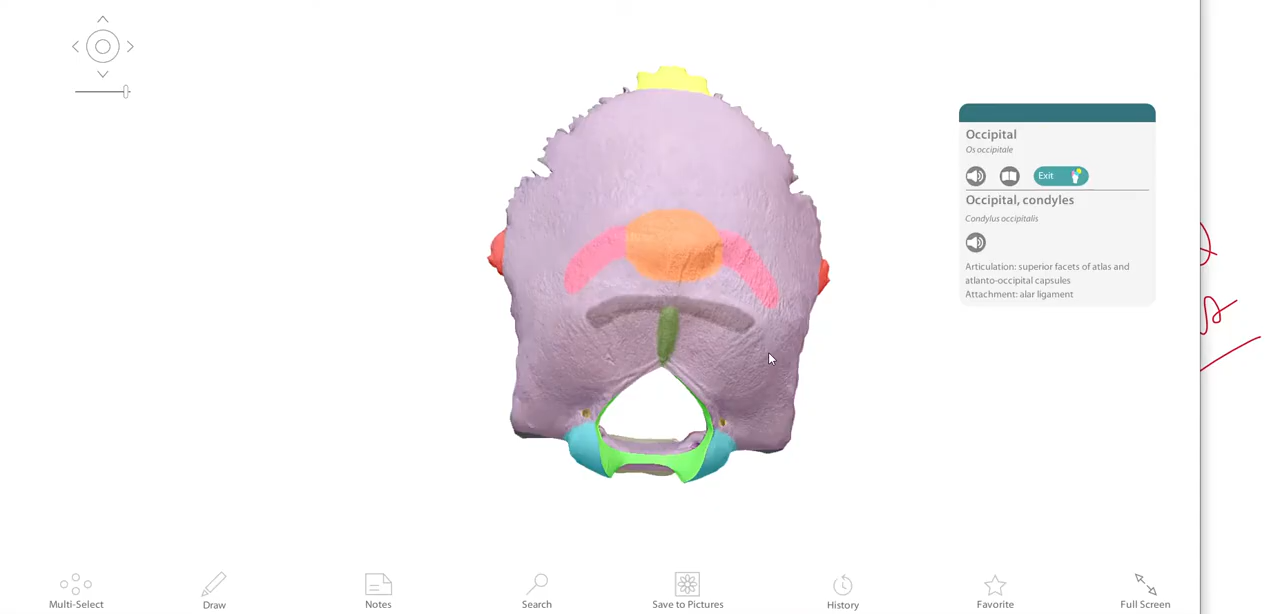 Occipital
Os occipitale
Exit
Occipital, condyles
Condylus occipitalis
Articulation: superior facets of atlas and
atlanto-occipital capsules
Attachment: alar ligament
Multi-Select
Draw
Notes
Search
Save to Pictures
History
Favorite
Full Screen